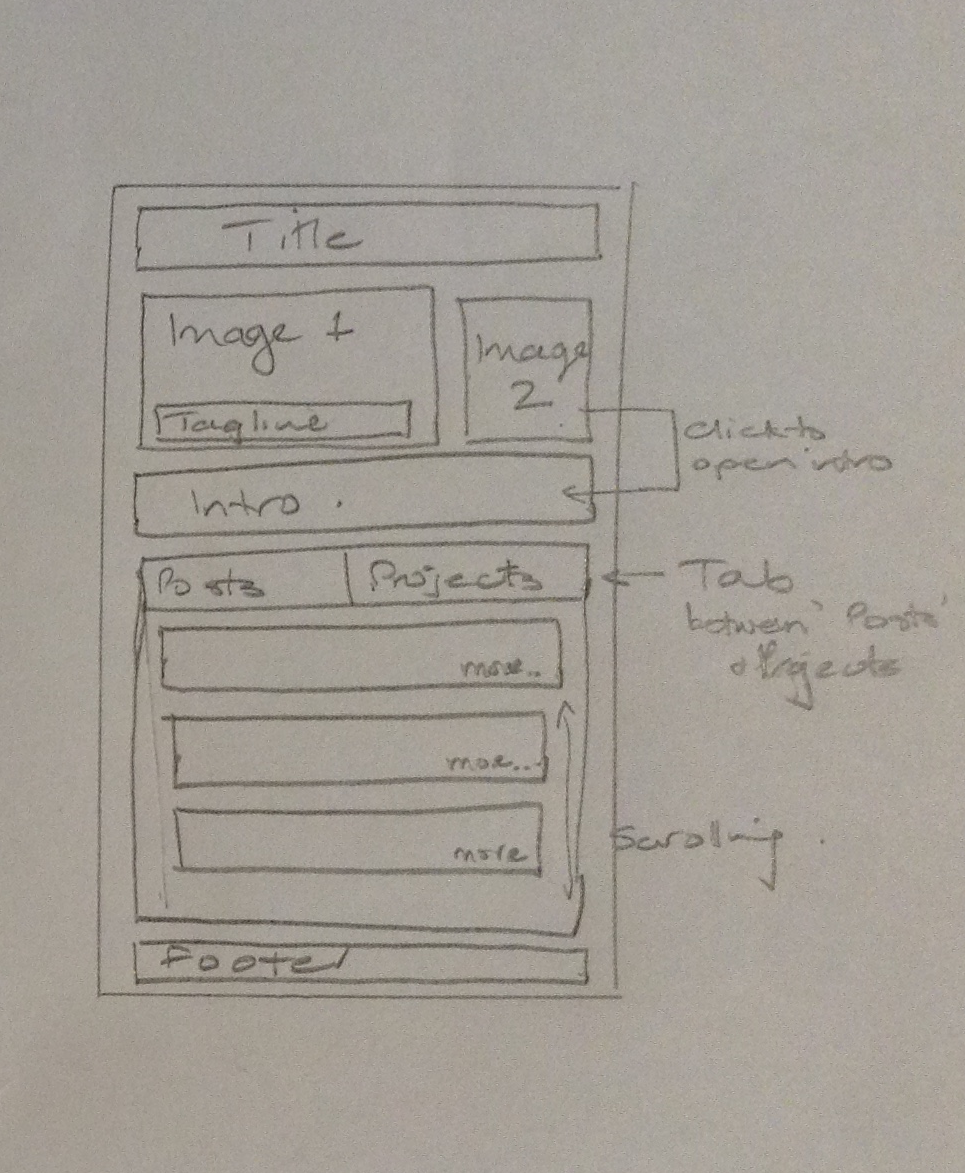 Title
Image 1
Tagline
Image
2
click to
open intro
Intro .
Posts
Projects
Tab
between 'Posts'
& Projects
more..
more...
more
Scrolling .
Footer